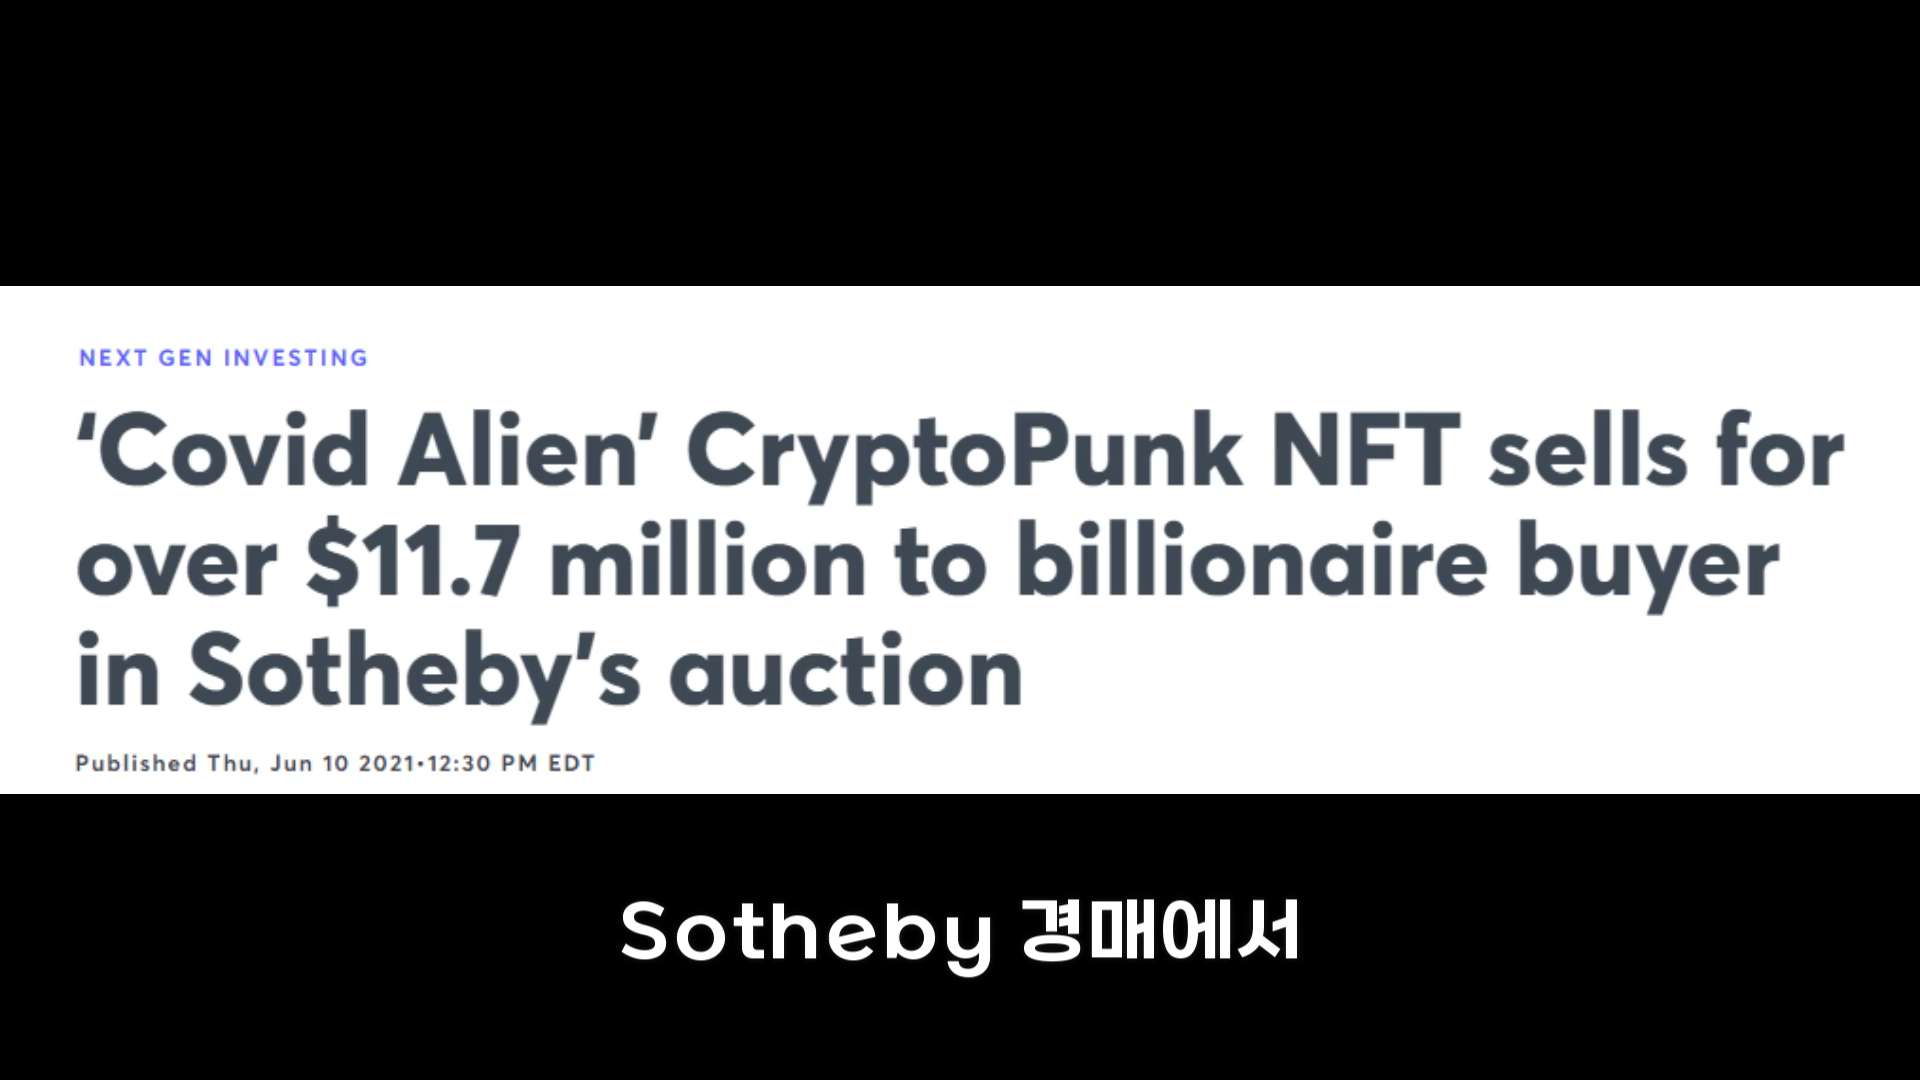 NEXT GEN INVESTING
‘Covid Alien’ CryptoPunk NFT sells for
over $11.7 million to billionaire buyer
in Sotheby’s auction
Published Thu, Jun 10 2021•12:30 PM EDT
Sotheby 경매에서